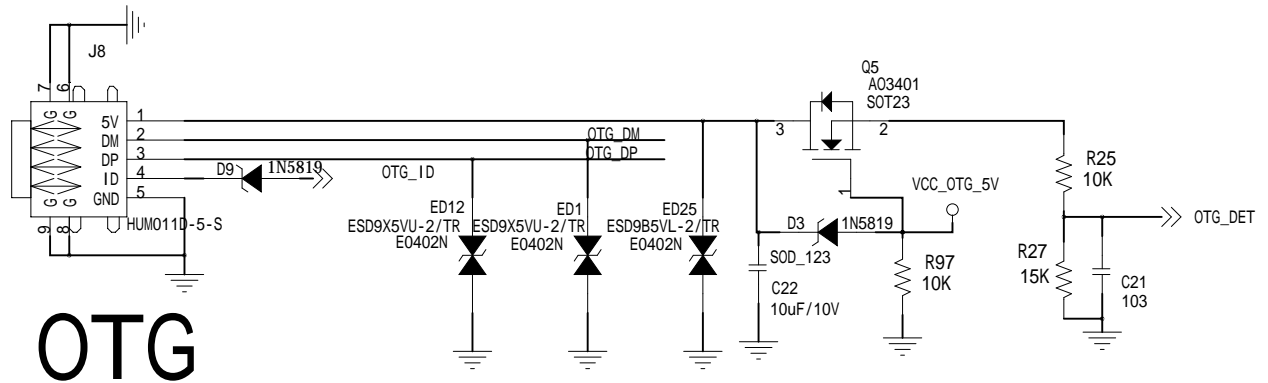 J8
7
6
G
G
5V
1
DM
2
DP
3
ID
4
GND
5
G
G
9
8
HUM011D-5-S
D9
1N5819
OTG_ID
OTG_DM
OTG_DP
ED12
ESD9X5VU-2/TR
E0402N
ED1
ESD9X5VU-2/TR
E0402N
ED25
ESD9B5VL-2/TR
E0402N
Q5
AO3401
SOT23
3
2
1
VCC_OTG_5V
D3
1N5819
SOD_123
C22
10uF/10V
R97
10K
R25
10K
OTG_DET
R27
15K
C21
103
OTG